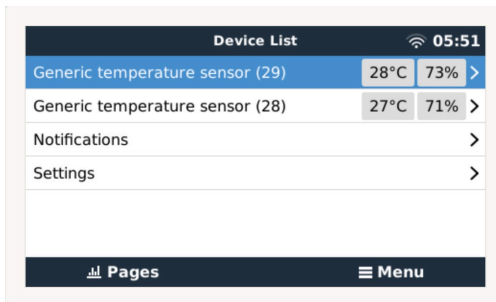 Device List 05:51
Generic temperature sensor (29) 28°C 73%
Generic temperature sensor (28) 27°C 71%
Notifications
Settings
Pages Menu